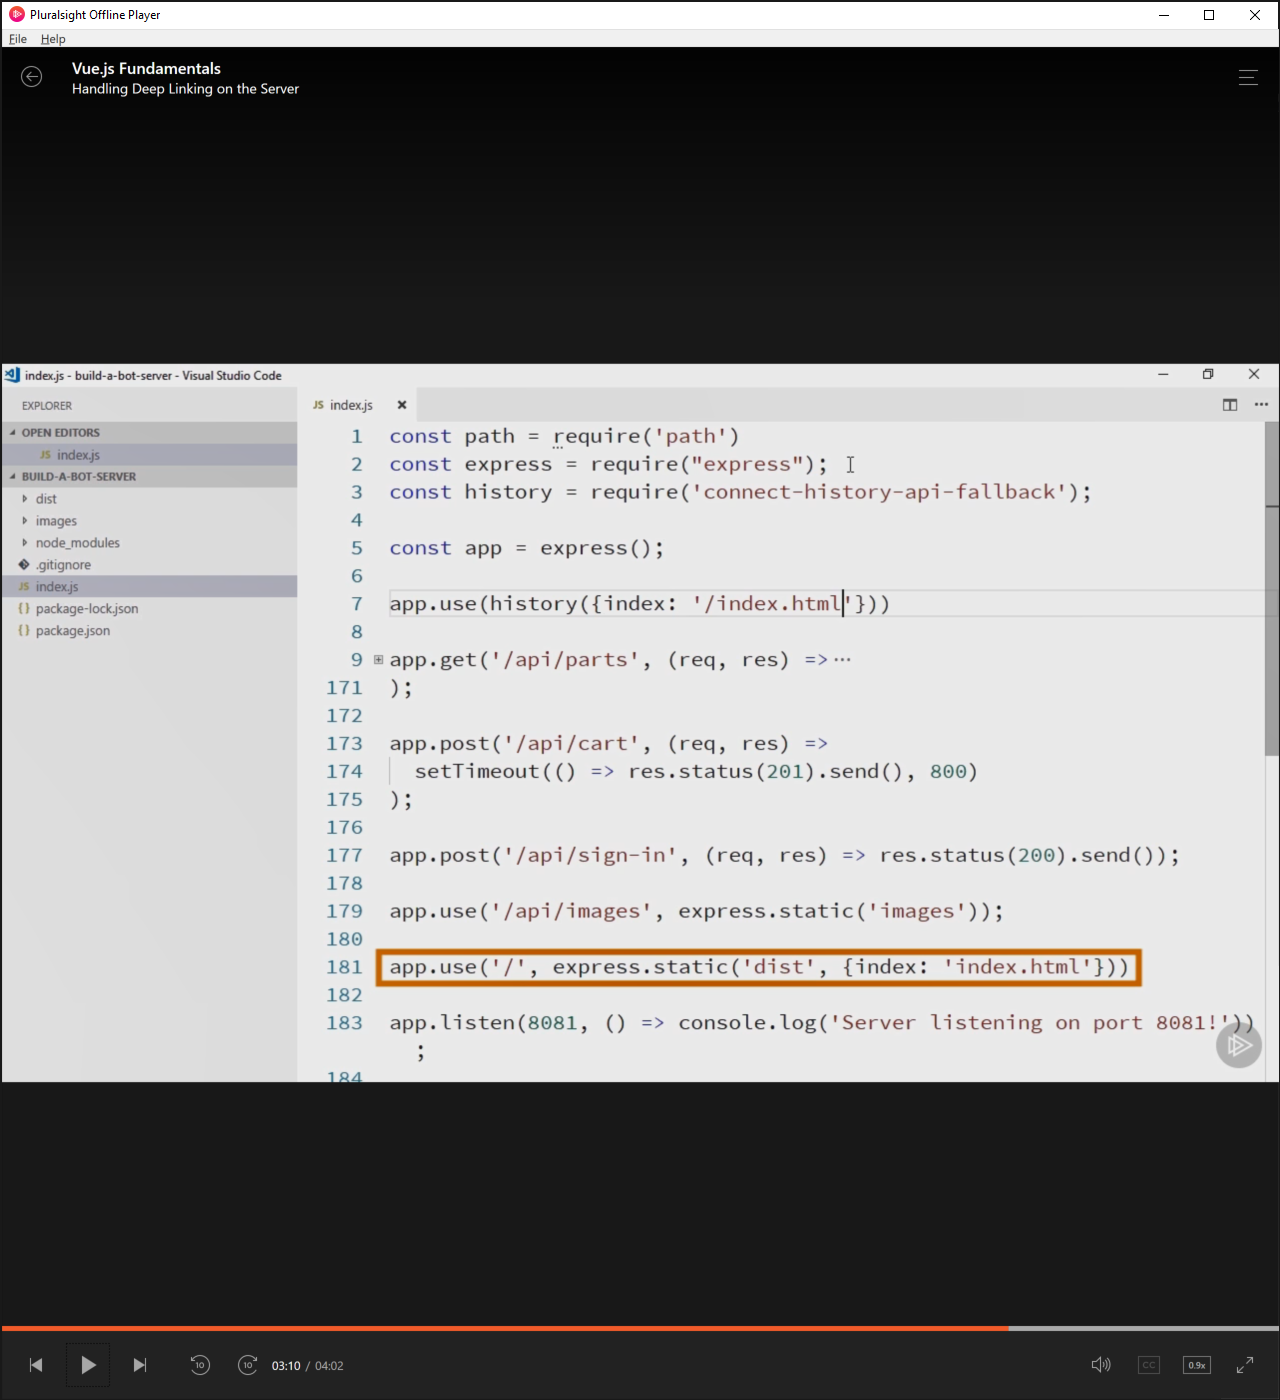 Pluralsight Offline Player
File Help
Vue.js Fundamentals
Handling Deep Linking on the Server
index.js - build-a-bot-server - Visual Studio Code
EXPLORER
OPEN EDITORS
JS index.js
BUILD-A-BOT-SERVER
dist
images
node_modules
.gitignore
JS index.js
{} package-lock.json
{} package.json
JS index.js
1 const path = require('path')
2 const express = require("express");
3 const history = require('connect-history-api-fallback');
4
5 const app = express();
6
7 app.use(history({index: '/index.html'}))
8
9 app.get('/api/parts', (req, res) =>···
171 );
172
173 app.post('/api/cart', (req, res) =>
174 setTimeout(() => res.status(201).send(), 800)
175 );
176
177 app.post('/api/sign-in', (req, res) => res.status(200).send());
178
179 app.use('/api/images', express.static('images'));
180
181 app.use('/', express.static('dist', {index: 'index.html'}))
182
183 app.listen(8081, () => console.log('Server listening on port 8081!'))
;
184
10 10 03:10 / 04:02 CC 0.9x